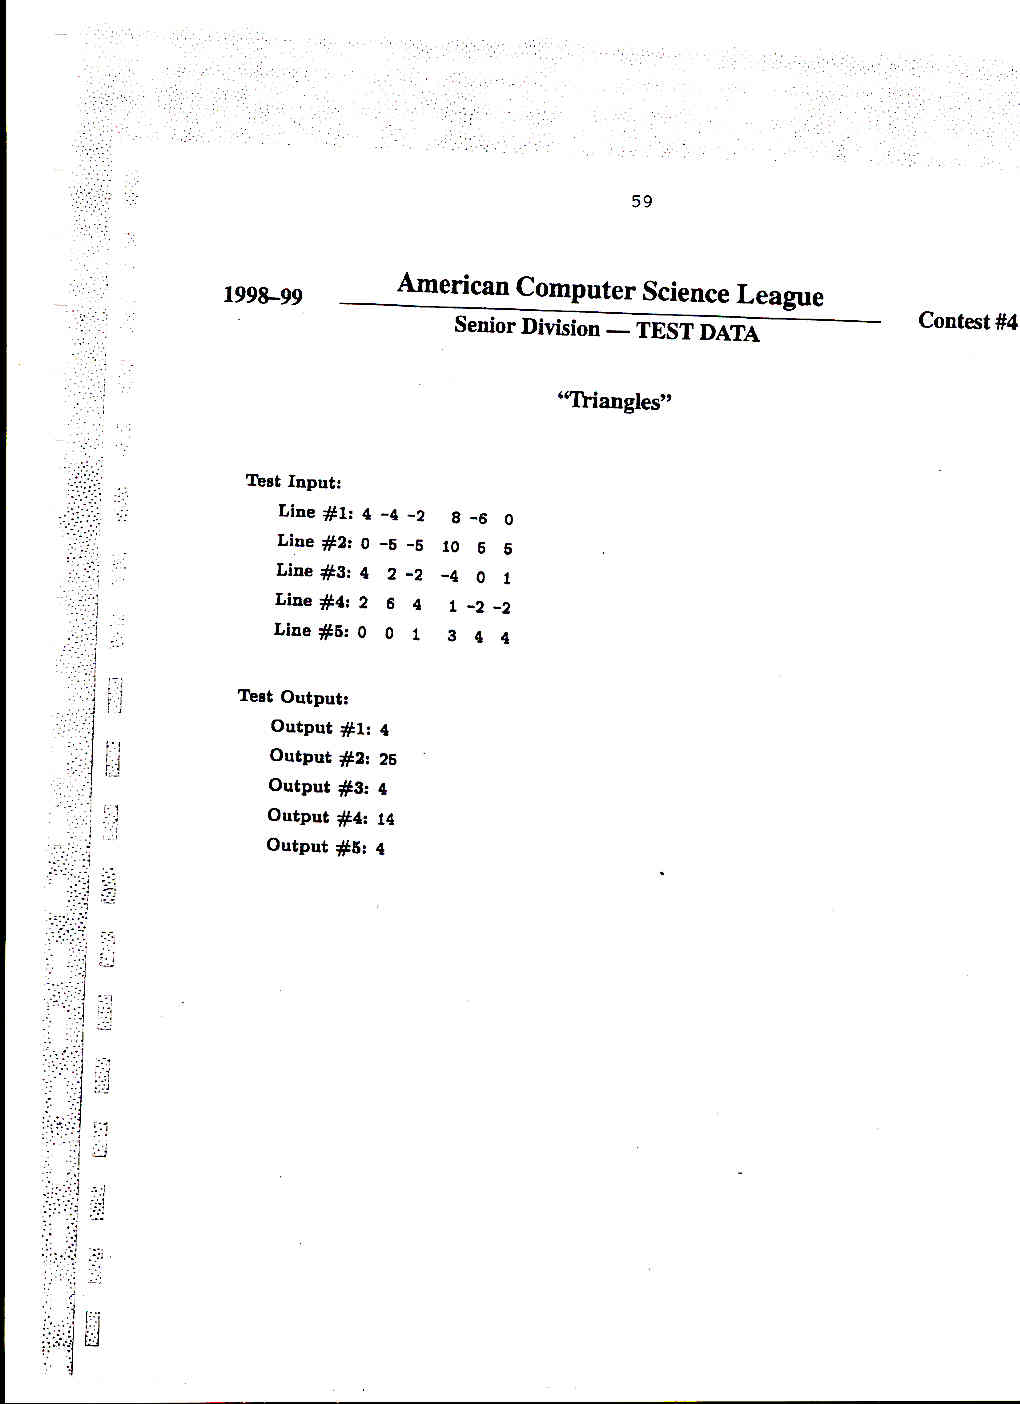 59
1998–99 American Computer Science League Contest #4
Senior Division — TEST DATA
“Triangles”
Test Input:
Line #1: 4 -4 -2 8 -6 0
Line #2: 0 -5 -5 10 5 5
Line #3: 4 2 -2 -4 0 1
Line #4: 2 6 4 1 -2 -2
Line #5: 0 0 1 3 4 4
Test Output:
Output #1: 4
Output #2: 25
Output #3: 4
Output #4: 14
Output #5: 4